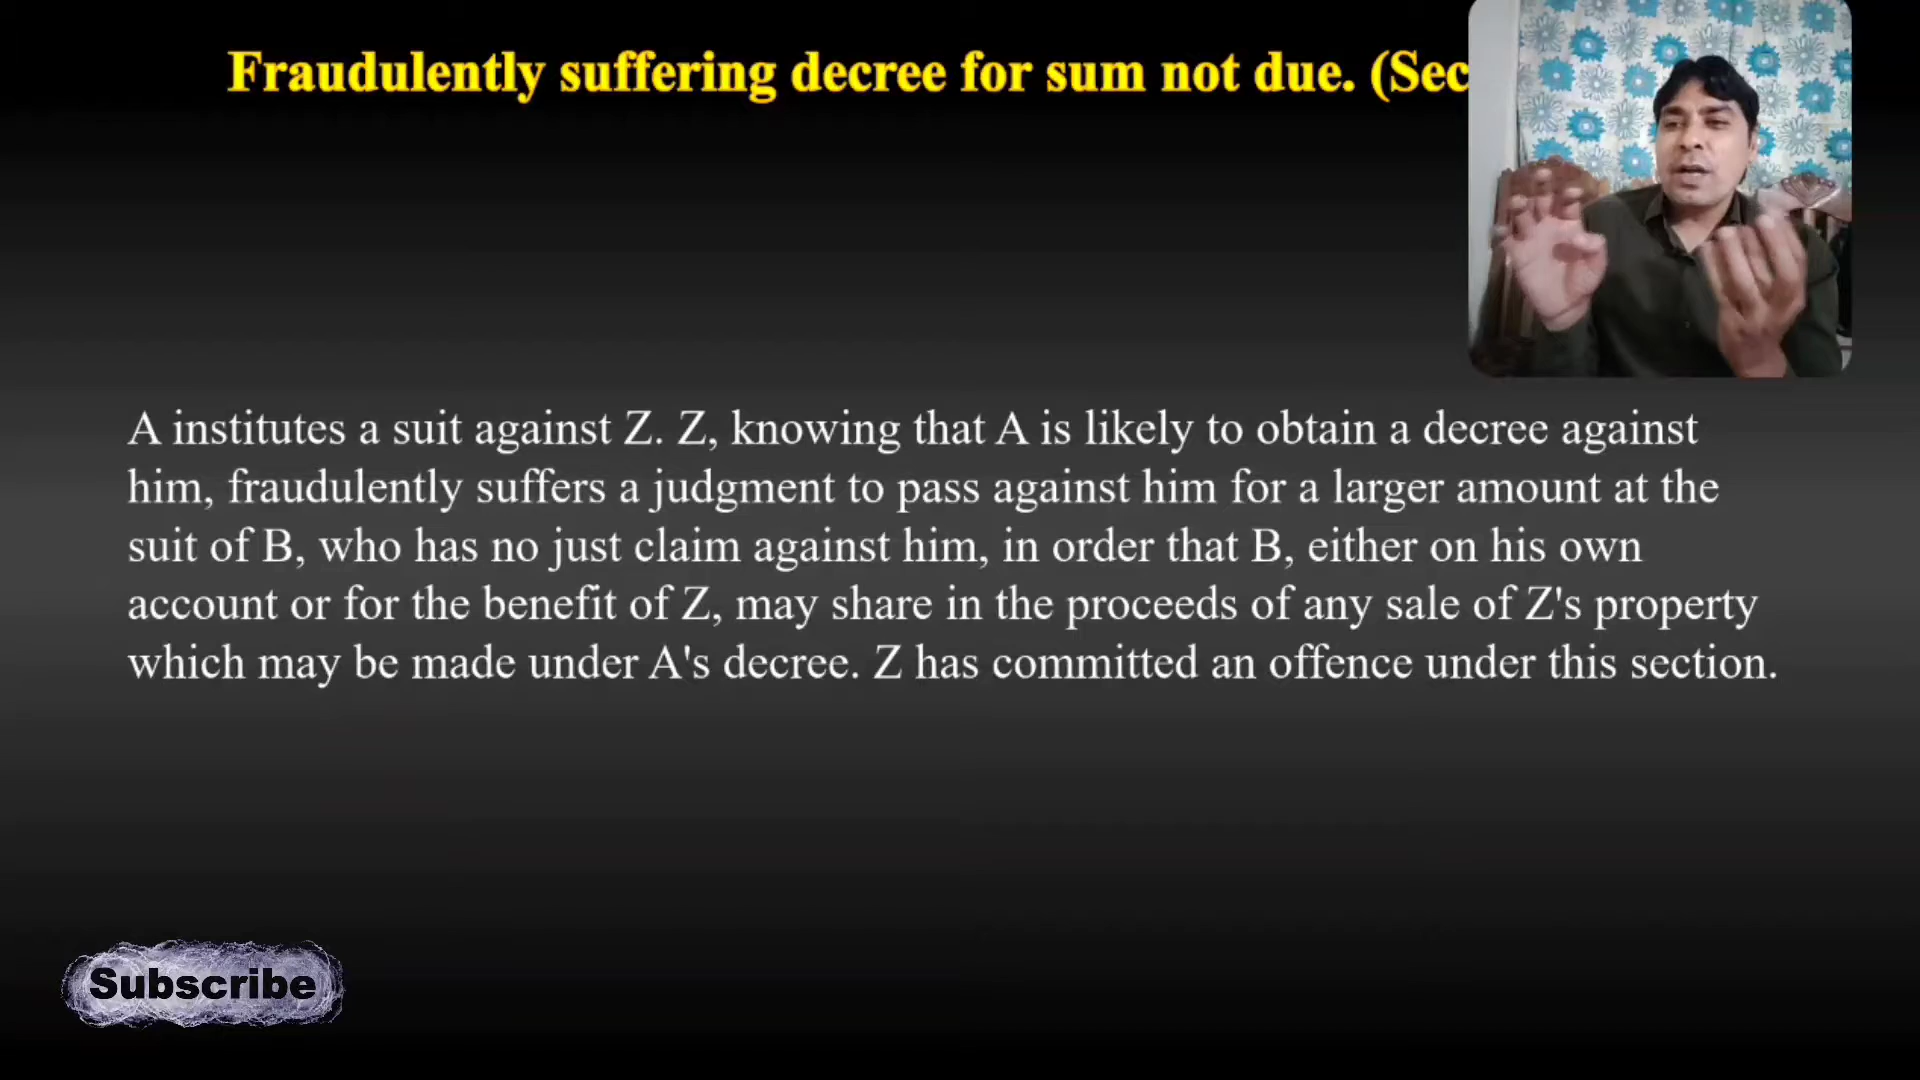 Fraudulently suffering decree for sum not due. (Sec
A institutes a suit against Z. Z, knowing that A is likely to obtain a decree against
him, fraudulently suffers a judgment to pass against him for a larger amount at the
suit of B, who has no just claim against him, in order that B, either on his own
account or for the benefit of Z, may share in the proceeds of any sale of Z's property
which may be made under A's decree. Z has committed an offence under this section.
Subscribe